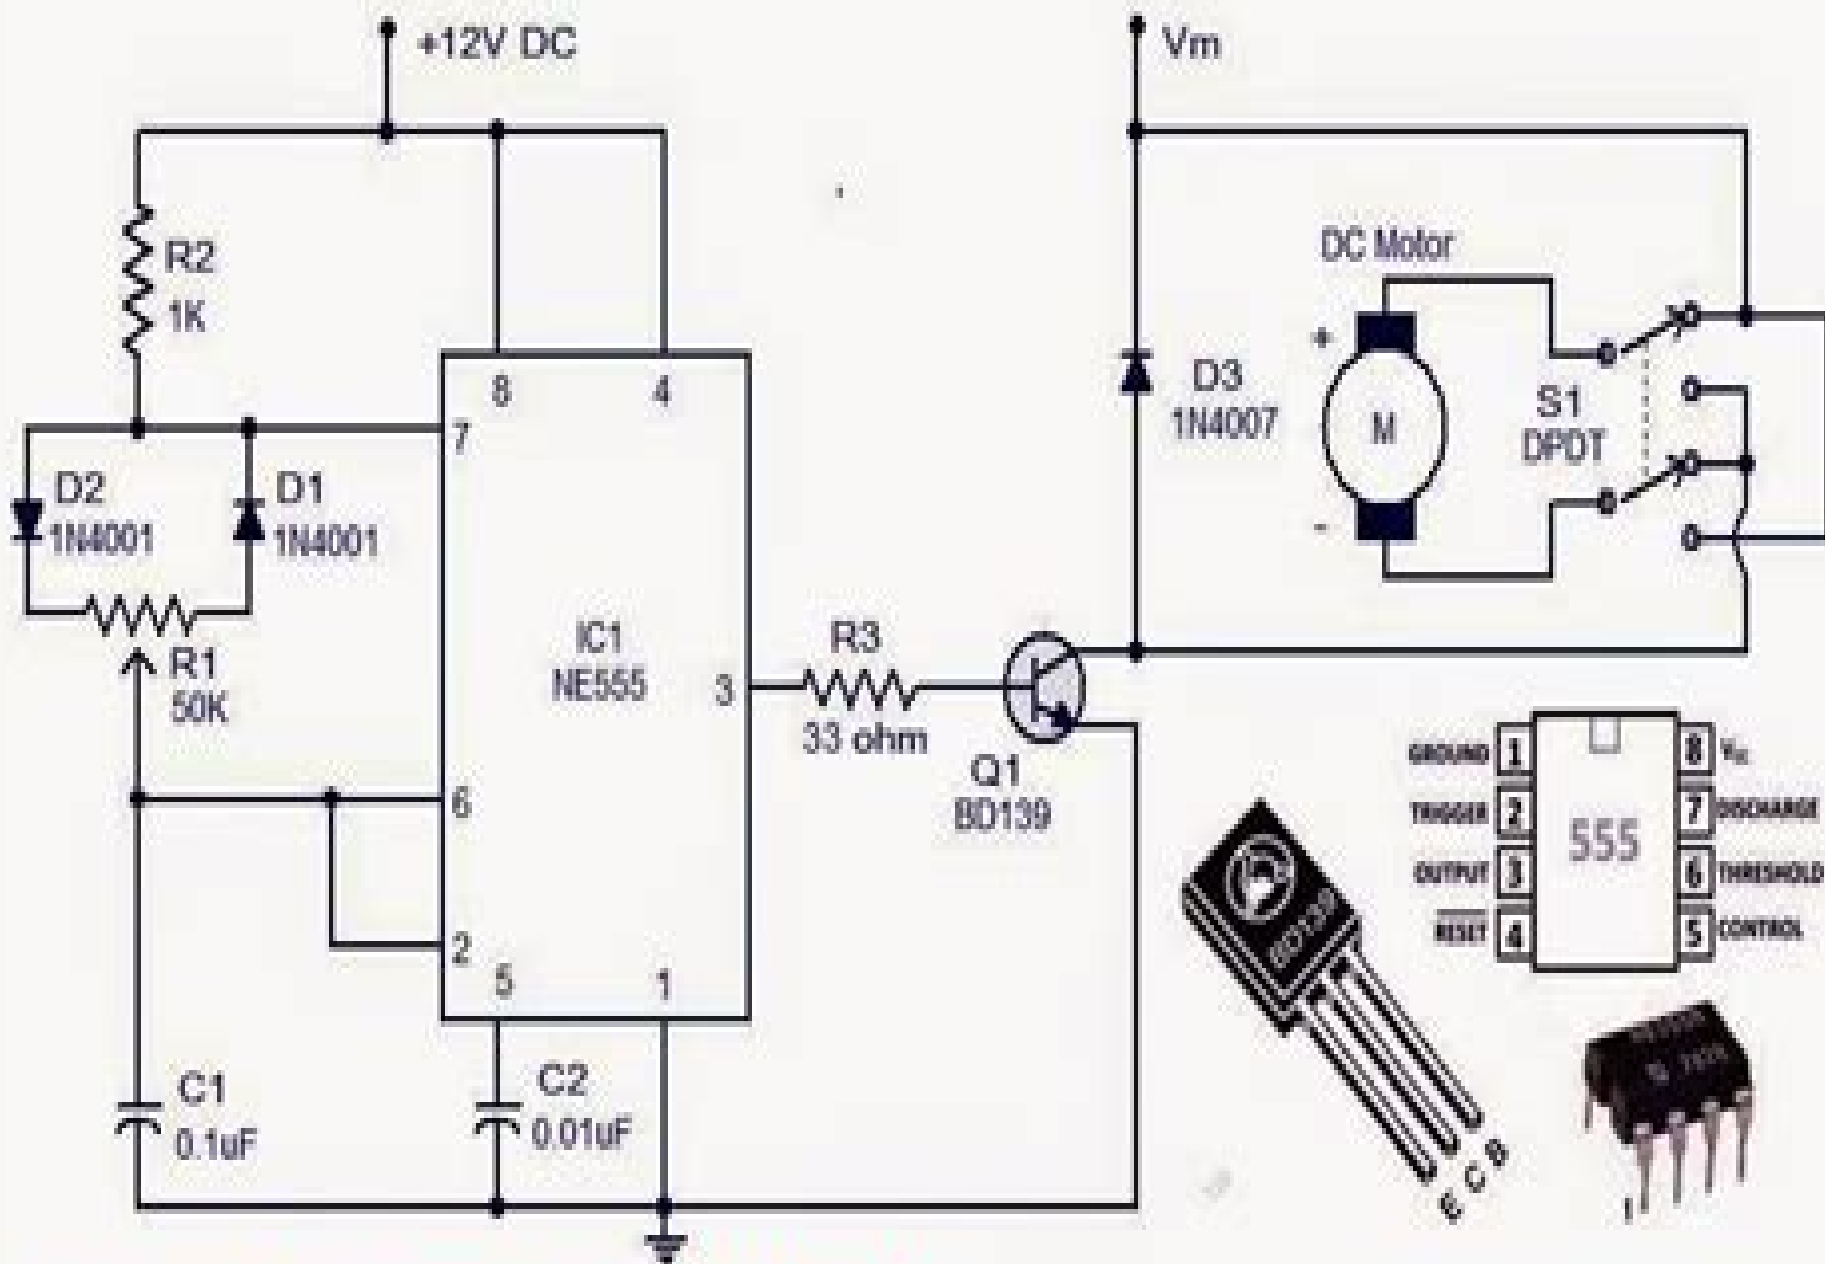 +12V DC
Vm
R2
1K
8
4
7
D2
1N4001
D1
1N4001
R1
50K
IC1
NE555
3
6
2
5
1
R3
33 ohm
Q1
BD139
C1
0.1uF
C2
0.01uF
D3
1N4007
DC Motor
+
M
-
S1
DPDT
GROUND 1
TRIGGER 2
OUTPUT 3
RESET 4
555
8 Vcc
7 DISCHARGE
6 THRESHOLD
5 CONTROL
BD139
E C B
1